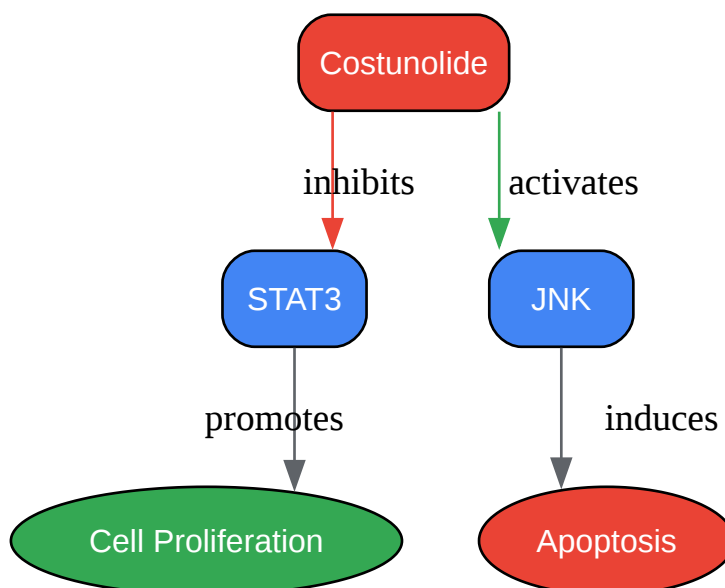 Costunolide
inhibits
activates
STAT3
JNK
promotes
induces
Cell Proliferation
Apoptosis